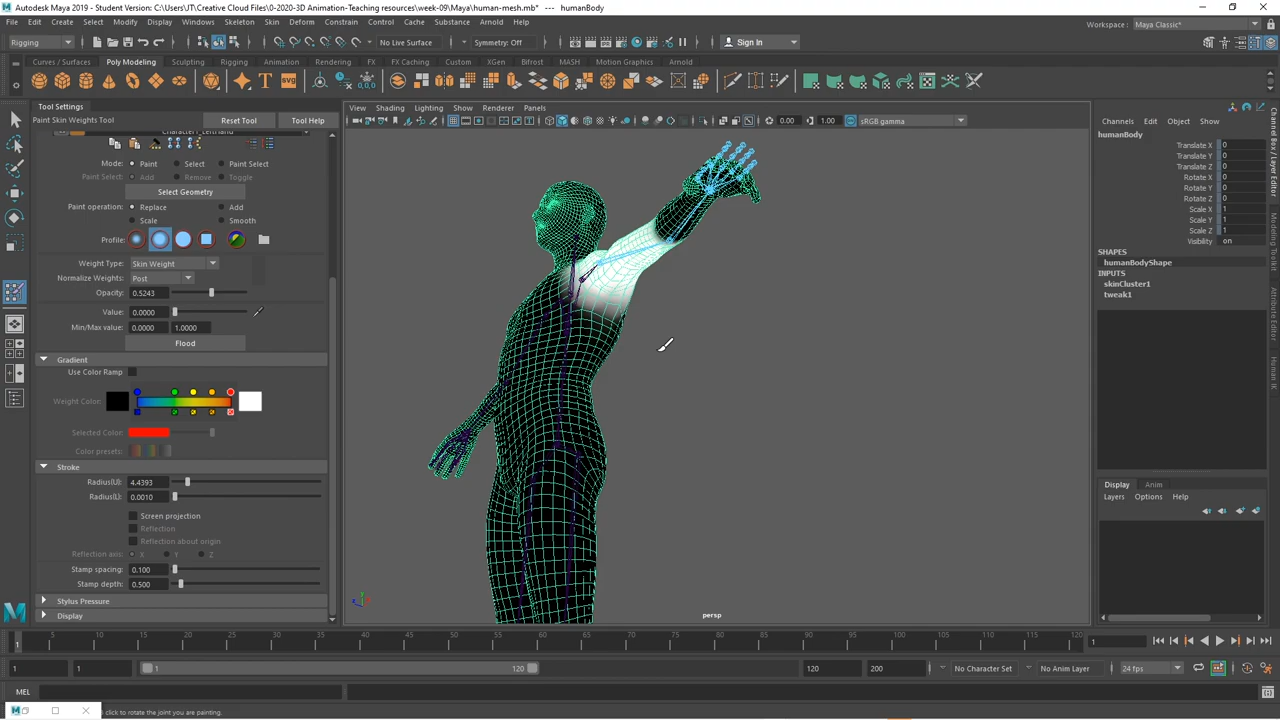 Autodesk Maya 2019 - Student Version: C:\Users\JT\Creative Cloud Files\0-2020-3D Animation-Teaching resources\week-09\Maya\human-mesh.mb* --- humanBody
File Edit Create Select Modify Display Windows Skeleton Skin Deform Constrain Control Cache Substance Arnold Help
Workspace : Maya Classic*
Rigging No Live Surface Symmetry: Off Sign In
Curves / Surfaces Poly Modeling Sculpting Rigging Animation Rendering FX FX Caching Custom XGen Bifrost MASH Motion Graphics Arnold
Tool Settings
Paint Skin Weights Tool Reset Tool Tool Help
Mode: Paint Select Paint Select
Paint Select: Add Remove Toggle
Select Geometry
Paint operation: Replace Add
Scale Smooth
Profile:
Weight Type: Skin Weight
Normalize Weights: Post
Opacity: 0.5243
Value: 0.0000
Min/Max value: 0.0000 1.0000
Flood
Gradient
Use Color Ramp
Weight Color:
Selected Color:
Color presets:
Stroke
Radius(U): 4.4393
Radius(L): 0.0010
Screen projection
Reflection
Reflection about origin
Reflection axis: X Y Z
Stamp spacing: 0.100
Stamp depth: 0.500
Stylus Pressure
Display
View Shading Lighting Show Renderer Panels
0.00 1.00 sRGB gamma
persp
Channels Edit Object Show
humanBody
Translate X 0
Translate Y 0
Translate Z 0
Rotate X 0
Rotate Y 0
Rotate Z 0
Scale X 1
Scale Y 1
Scale Z 1
Visibility on
SHAPES
humanBodyShape
INPUTS
skinCluster1
tweak1
Display Anim
Layers Options Help
Channel Box / Layer Editor
Attribute Editor
Human IK
5 10 15 20 25 30 35 40 45 50 55 60 65 70 75 80 85 90 95 100 105 110 115 120
1
1 1 1 120 120 200 No Character Set No Anim Layer 24 fps
MEL
click to rotate the joint you are painting.